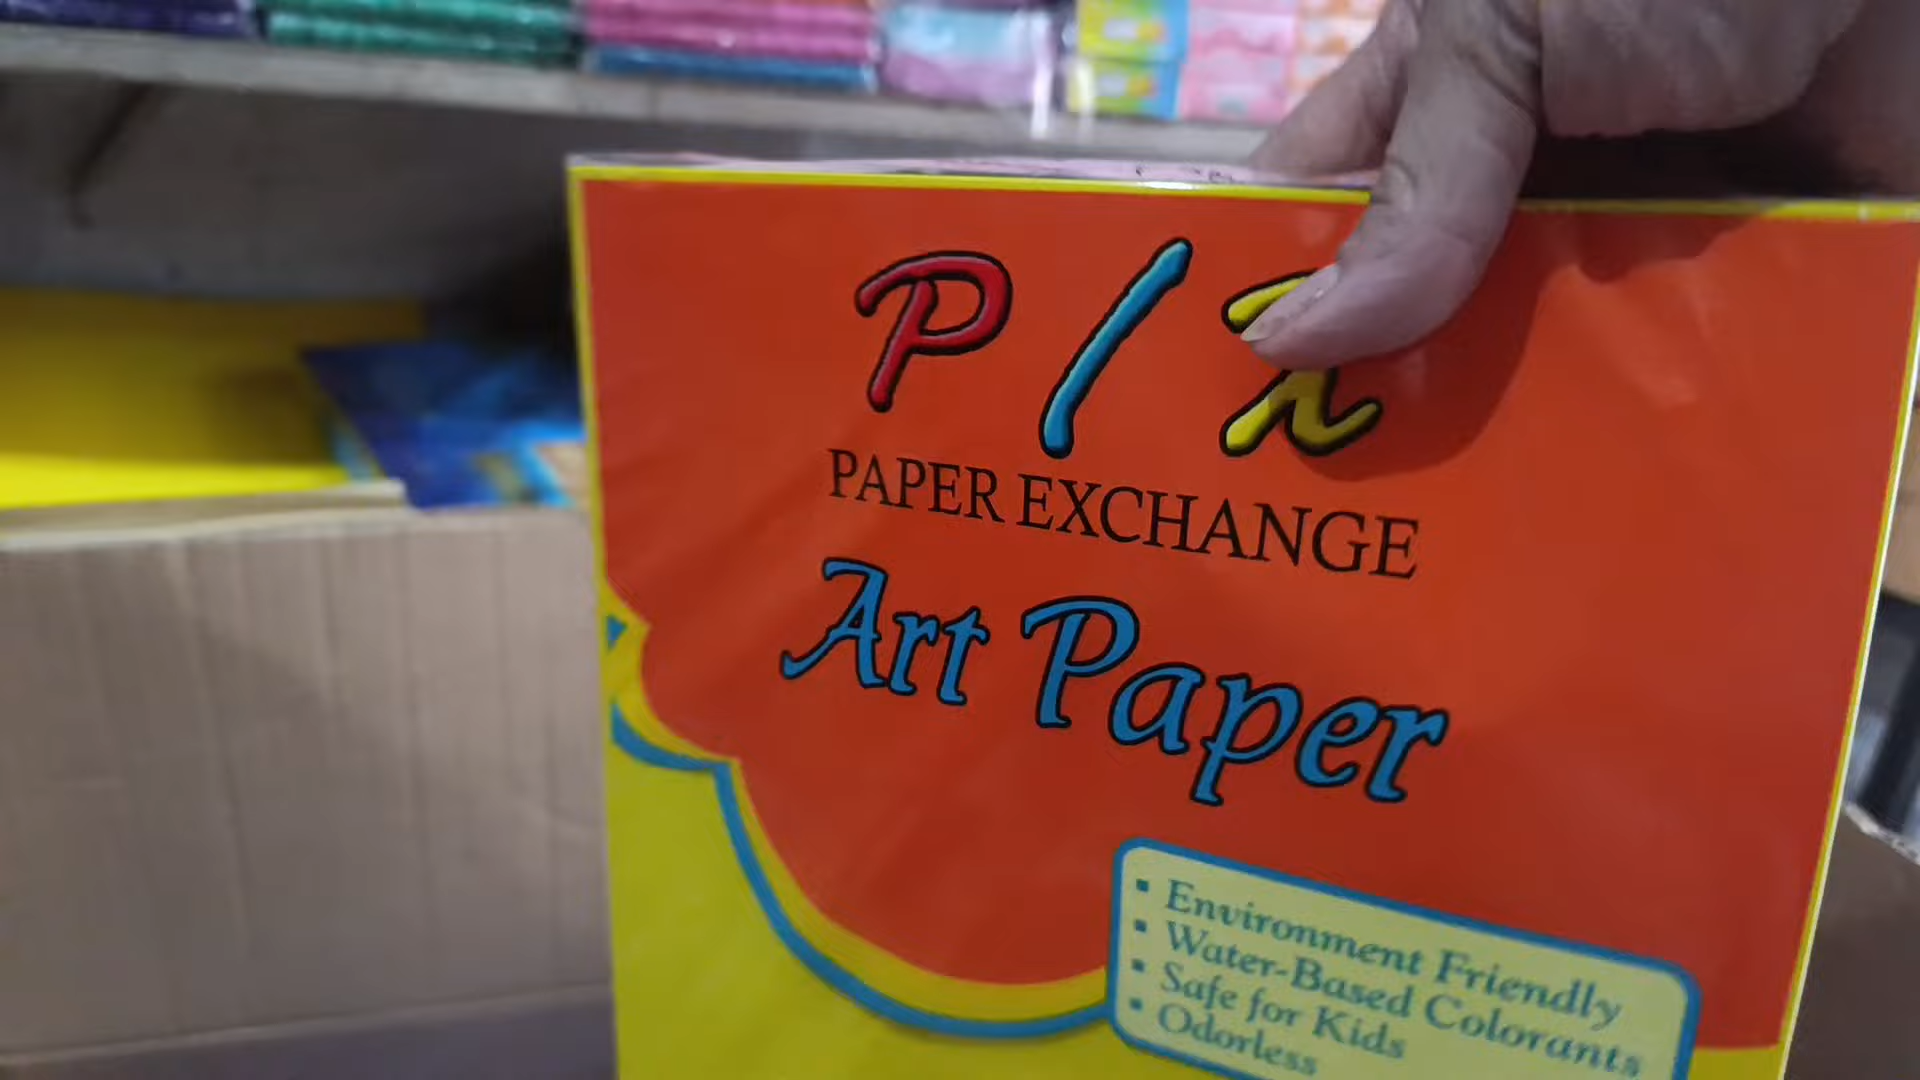 P / X
PAPER EXCHANGE
Art Paper
▪ Environment Friendly
▪ Water-Based Colorants
▪ Safe for Kids
▪ Odorless